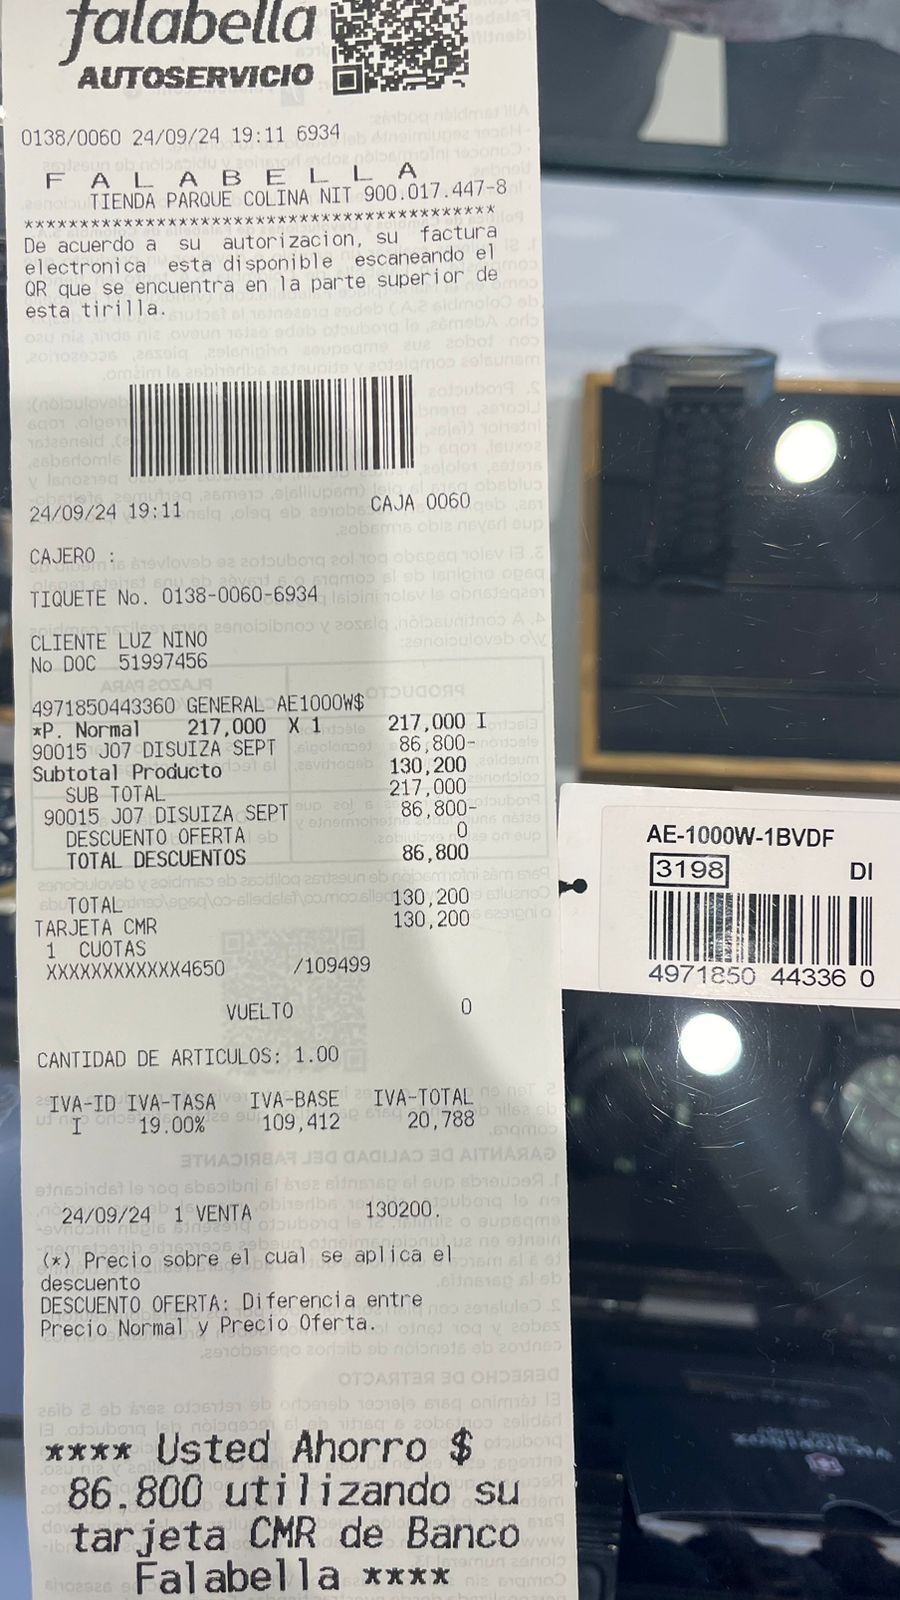 falabella
AUTOSERVICIO
0138/0060 24/09/24 19:11 6934
F A L A B E L L A
TIENDA PARQUE COLINA NIT 900.017.447-8
******************************************
De acuerdo a su autorizacion, su factura
electronica esta disponible escaneando el
QR que se encuentra en la parte superior de
esta tirilla.
24/09/24 19:11 CAJA 0060
CAJERO :
TIQUETE No. 0138-0060-6934
CLIENTE LUZ NINO
No DOC 51997456
4971850443360 GENERAL AE1000W$
*P. Normal 217,000 X 1 217,000 I
90015 J07 DISUIZA SEPT 86,800-
Subtotal Producto 130,200
SUB TOTAL 217,000
90015 J07 DISUIZA SEPT 86,800-
DESCUENTO OFERTA 0
TOTAL DESCUENTOS 86,800
TOTAL 130,200
TARJETA CMR 130,200
1 CUOTAS
XXXXXXXXXXXX4650 /109499
VUELTO 0
CANTIDAD DE ARTICULOS: 1.00
IVA-ID IVA-TASA IVA-BASE IVA-TOTAL
I 19.00% 109,412 20,788
24/09/24 1 VENTA 130200.
(*) Precio sobre el cual se aplica el
descuento
DESCUENTO OFERTA: Diferencia entre
Precio Normal y Precio Oferta.
**** Usted Ahorro $
86,800 utilizando su
tarjeta CMR de Banco
Falabella ****
AE-1000W-1BVDF
3198 DI
4971850 44336 0